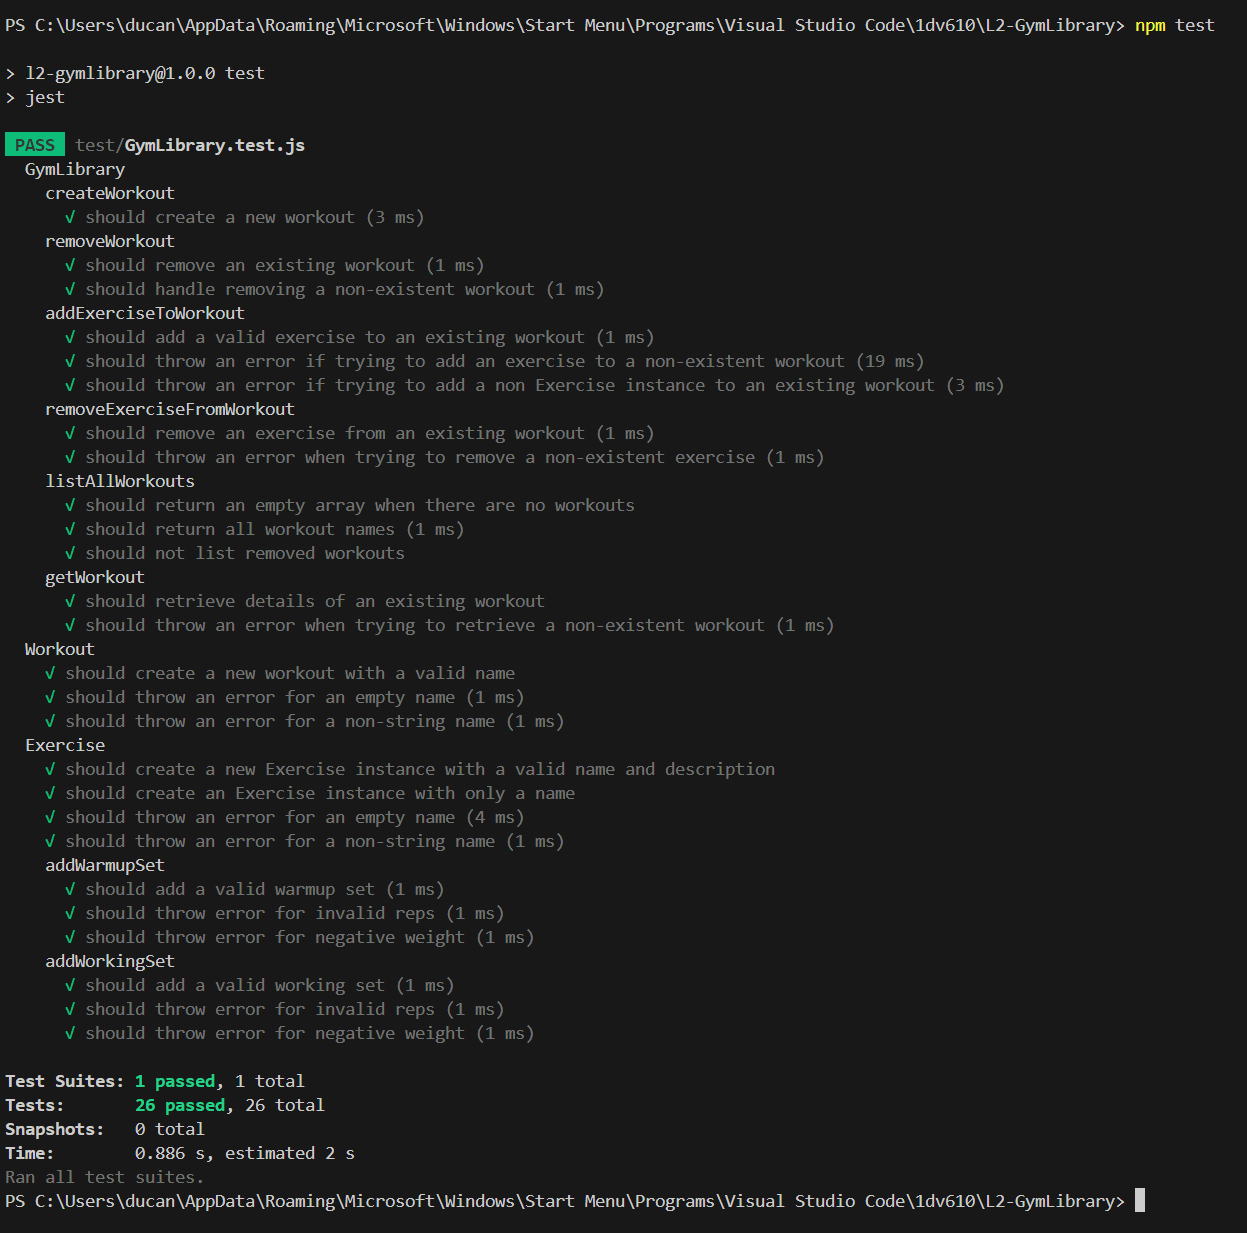 PS C:\Users\ducan\AppData\Roaming\Microsoft\Windows\Start Menu\Programs\Visual Studio Code\1dv610\L2-GymLibrary> npm test
> l2-gymlibrary@1.0.0 test
> jest
PASS test/GymLibrary.test.js
GymLibrary
createWorkout
√ should create a new workout (3 ms)
removeWorkout
√ should remove an existing workout (1 ms)
√ should handle removing a non-existent workout (1 ms)
addExerciseToWorkout
√ should add a valid exercise to an existing workout (1 ms)
√ should throw an error if trying to add an exercise to a non-existent workout (19 ms)
√ should throw an error if trying to add a non Exercise instance to an existing workout (3 ms)
removeExerciseFromWorkout
√ should remove an exercise from an existing workout (1 ms)
√ should throw an error when trying to remove a non-existent exercise (1 ms)
listAllWorkouts
√ should return an empty array when there are no workouts
√ should return all workout names (1 ms)
√ should not list removed workouts
getWorkout
√ should retrieve details of an existing workout
√ should throw an error when trying to retrieve a non-existent workout (1 ms)
Workout
√ should create a new workout with a valid name
√ should throw an error for an empty name (1 ms)
√ should throw an error for a non-string name (1 ms)
Exercise
√ should create a new Exercise instance with a valid name and description
√ should create an Exercise instance with only a name
√ should throw an error for an empty name (4 ms)
√ should throw an error for a non-string name (1 ms)
addWarmupSet
√ should add a valid warmup set (1 ms)
√ should throw error for invalid reps (1 ms)
√ should throw error for negative weight (1 ms)
addWorkingSet
√ should add a valid working set (1 ms)
√ should throw error for invalid reps (1 ms)
√ should throw error for negative weight (1 ms)
Test Suites: 1 passed, 1 total
Tests: 26 passed, 26 total
Snapshots: 0 total
Time: 0.886 s, estimated 2 s
Ran all test suites.
PS C:\Users\ducan\AppData\Roaming\Microsoft\Windows\Start Menu\Programs\Visual Studio Code\1dv610\L2-GymLibrary>